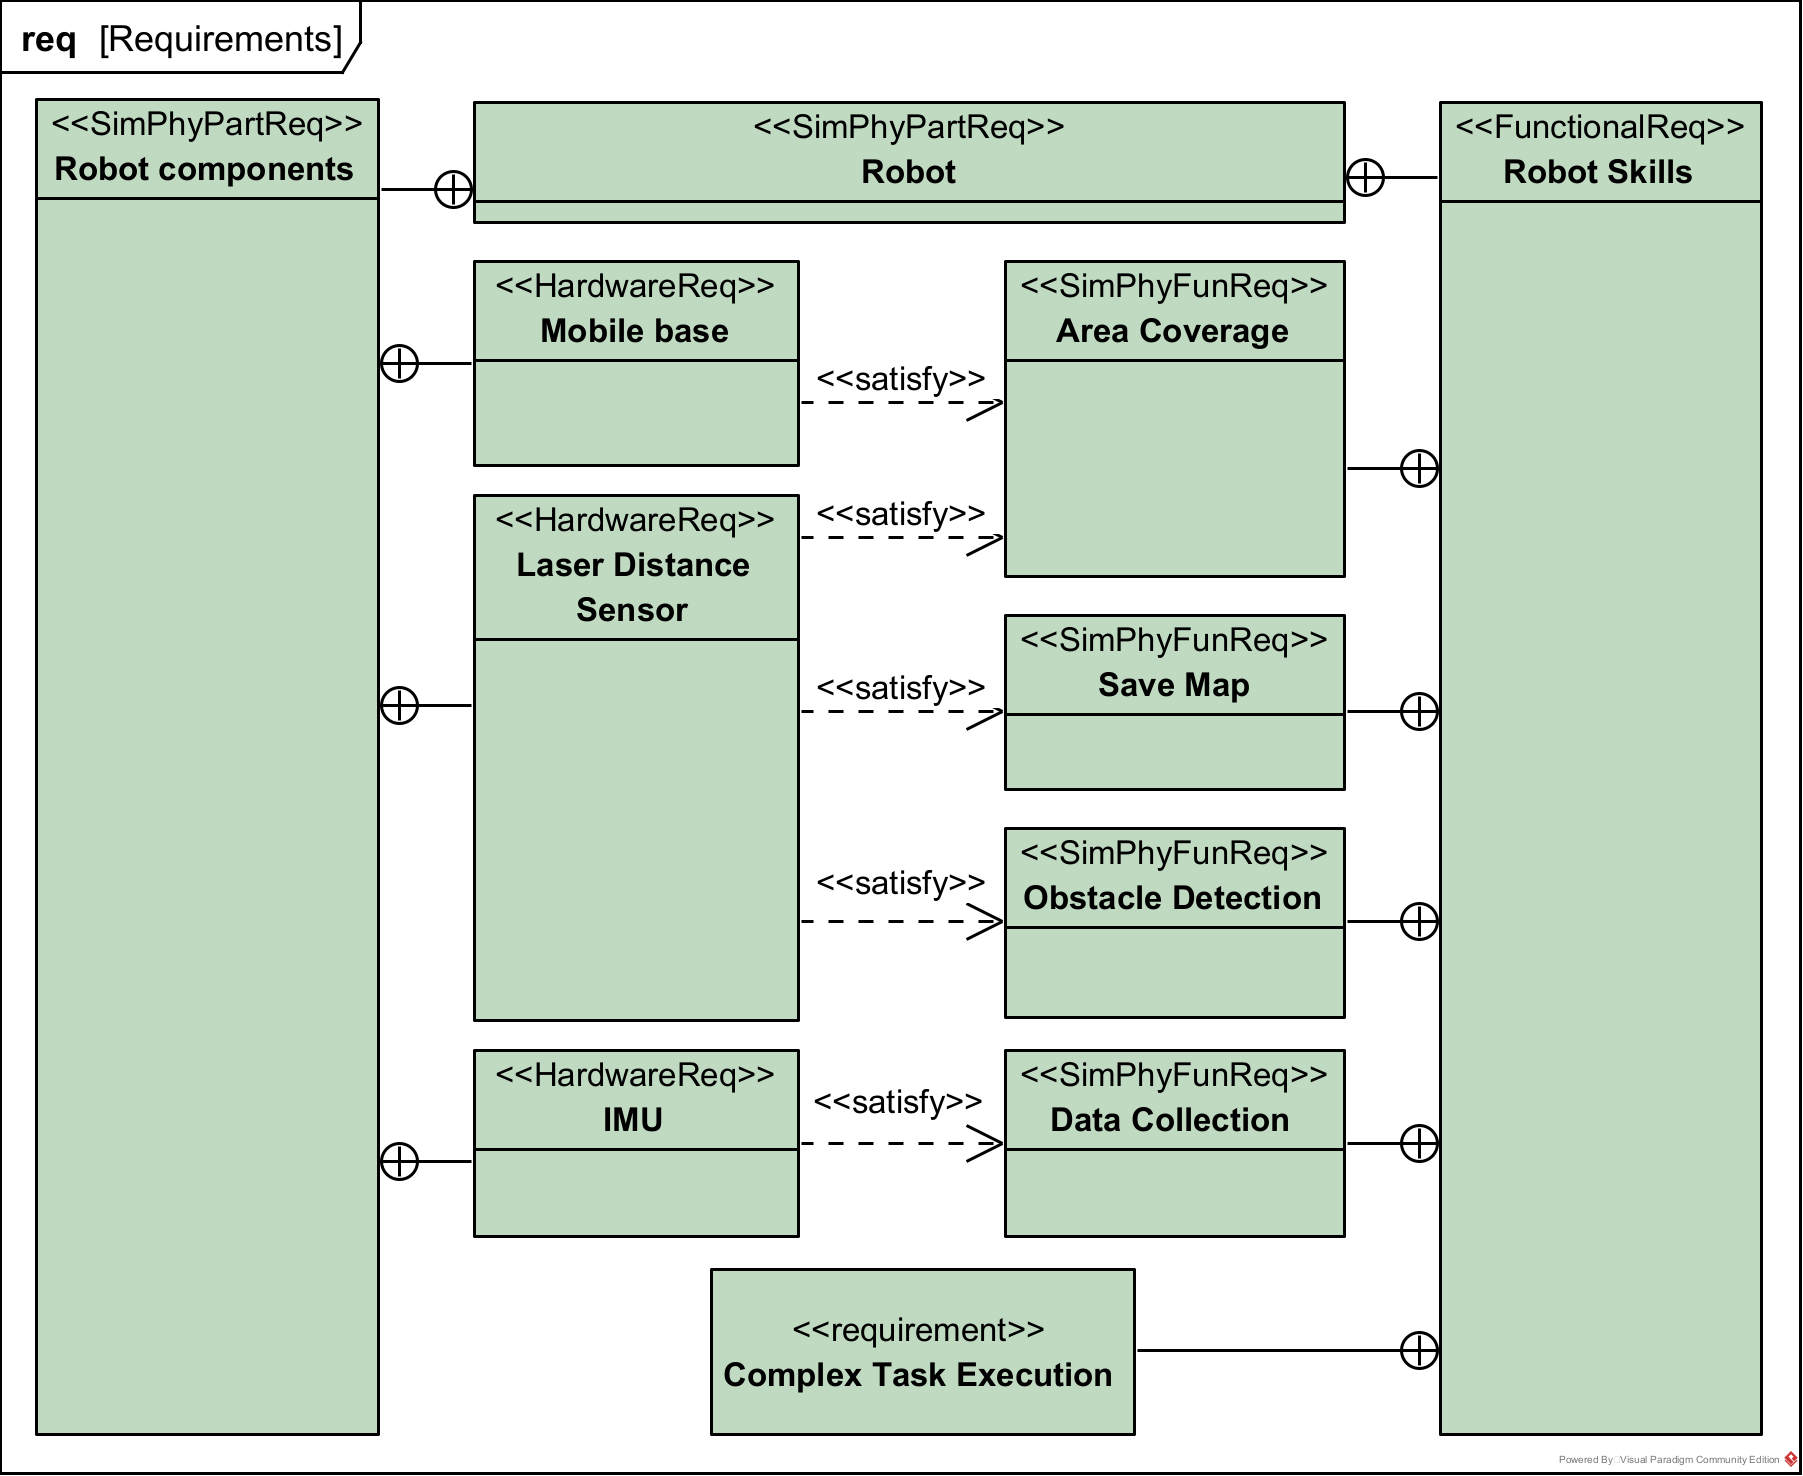 req [Requirements]
<<SimPhyPartReq>>
Robot components
<<SimPhyPartReq>>
Robot
<<FunctionalReq>>
Robot Skills
<<HardwareReq>>
Mobile base
<<satisfy>>
<<SimPhyFunReq>>
Area Coverage
<<HardwareReq>>
Laser Distance
Sensor
<<satisfy>>
<<satisfy>>
<<SimPhyFunReq>>
Save Map
<<satisfy>>
<<SimPhyFunReq>>
Obstacle Detection
<<HardwareReq>>
IMU
<<satisfy>>
<<SimPhyFunReq>>
Data Collection
<<requirement>>
Complex Task Execution
Powered By Visual Paradigm Community Edition